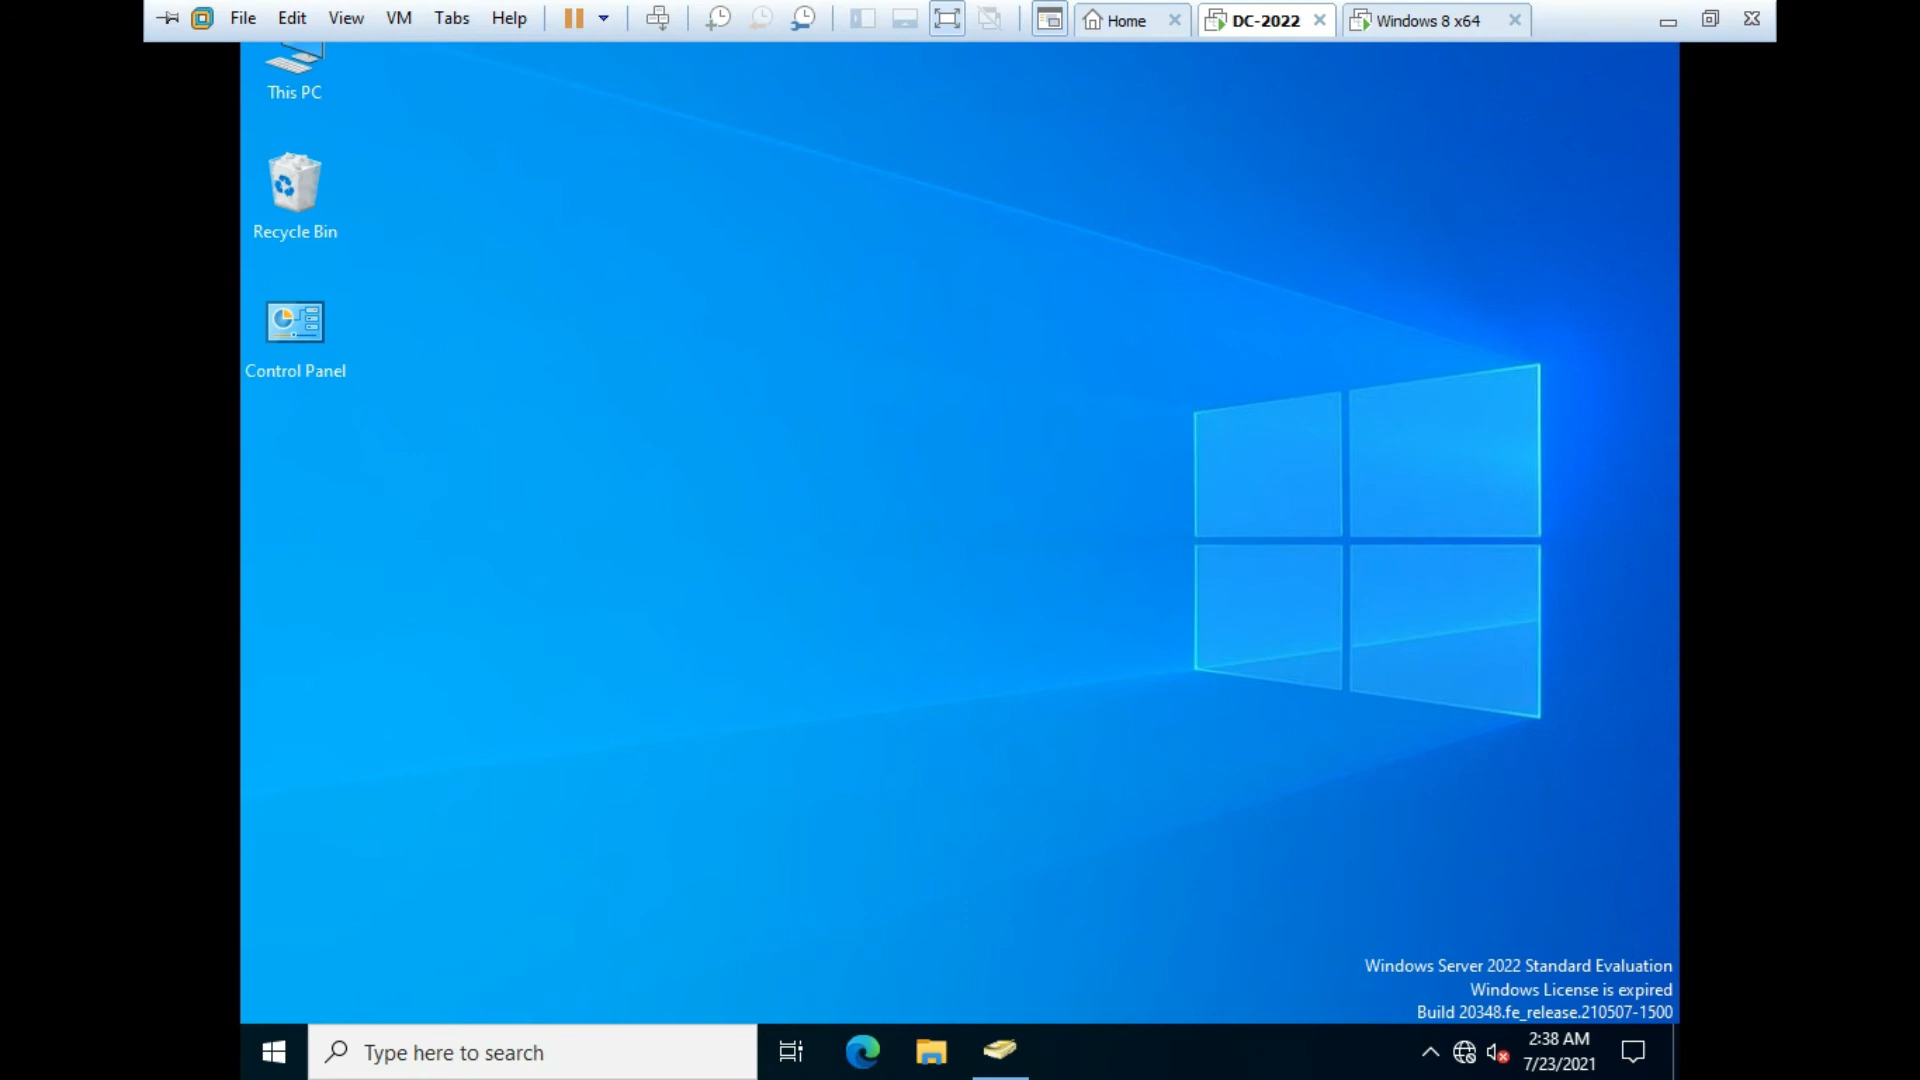 File Edit View VM Tabs Help Home DC-2022 Windows 8 x64
This PC
Recycle Bin
Control Panel
Windows Server 2022 Standard Evaluation
Windows License is expired
Build 20348.fe_release.210507-1500
Type here to search
2:38 AM
7/23/2021